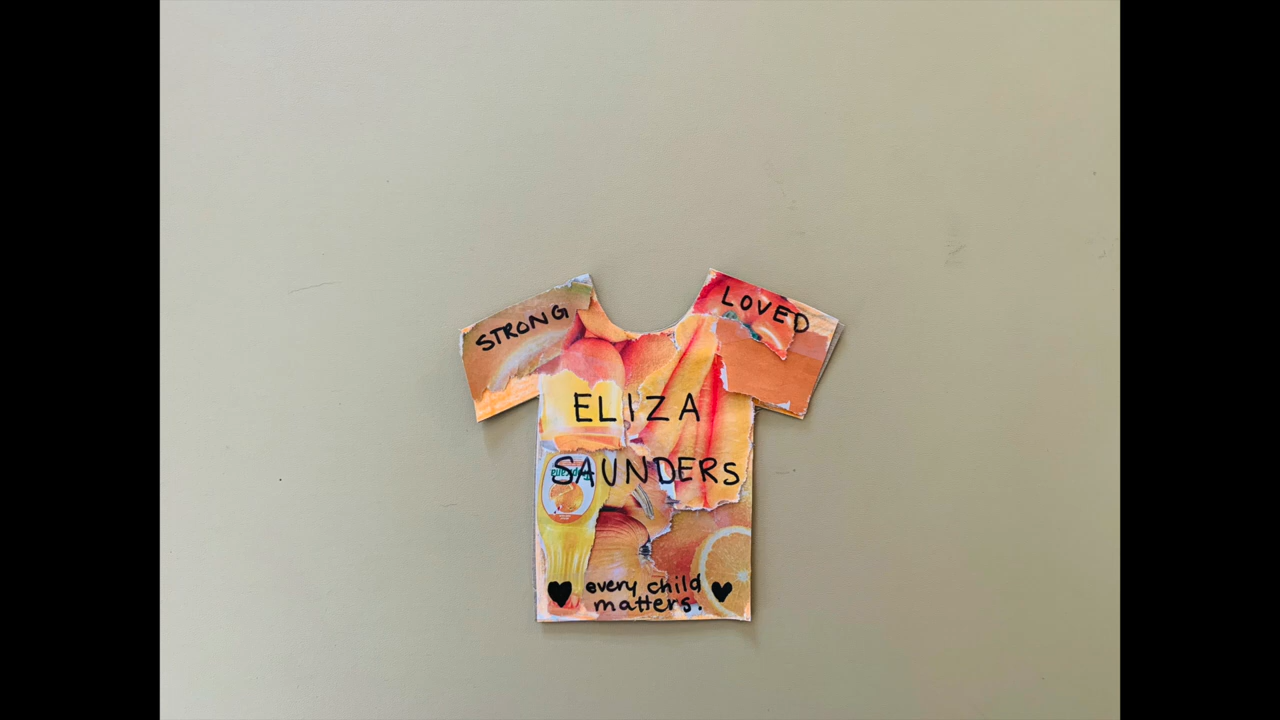 STRONG
LOVED
ELIZA
SAUNDERS
every child
matters.